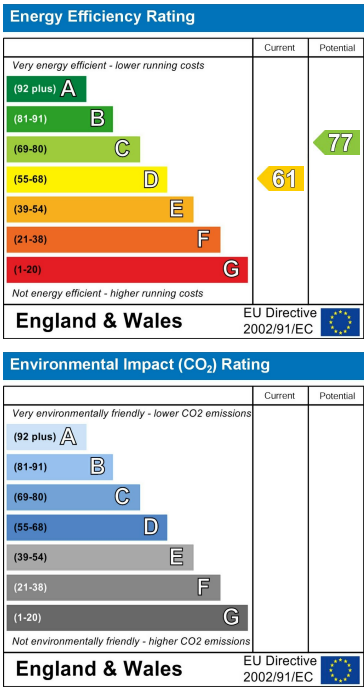 Energy Efficiency Rating
Current Potential
Very energy efficient - lower running costs
(92 plus) A
(81-91) B
(69-80) C
77
(55-68) D
61
(39-54) E
(21-38) F
(1-20) G
Not energy efficient - higher running costs
England & Wales
EU Directive
2002/91/EC
Environmental Impact (CO₂) Rating
Current Potential
Very environmentally friendly - lower CO2 emissions
(92 plus) A
(81-91) B
(69-80) C
(55-68) D
(39-54) E
(21-38) F
(1-20) G
Not environmentally friendly - higher CO2 emissions
England & Wales
EU Directive
2002/91/EC